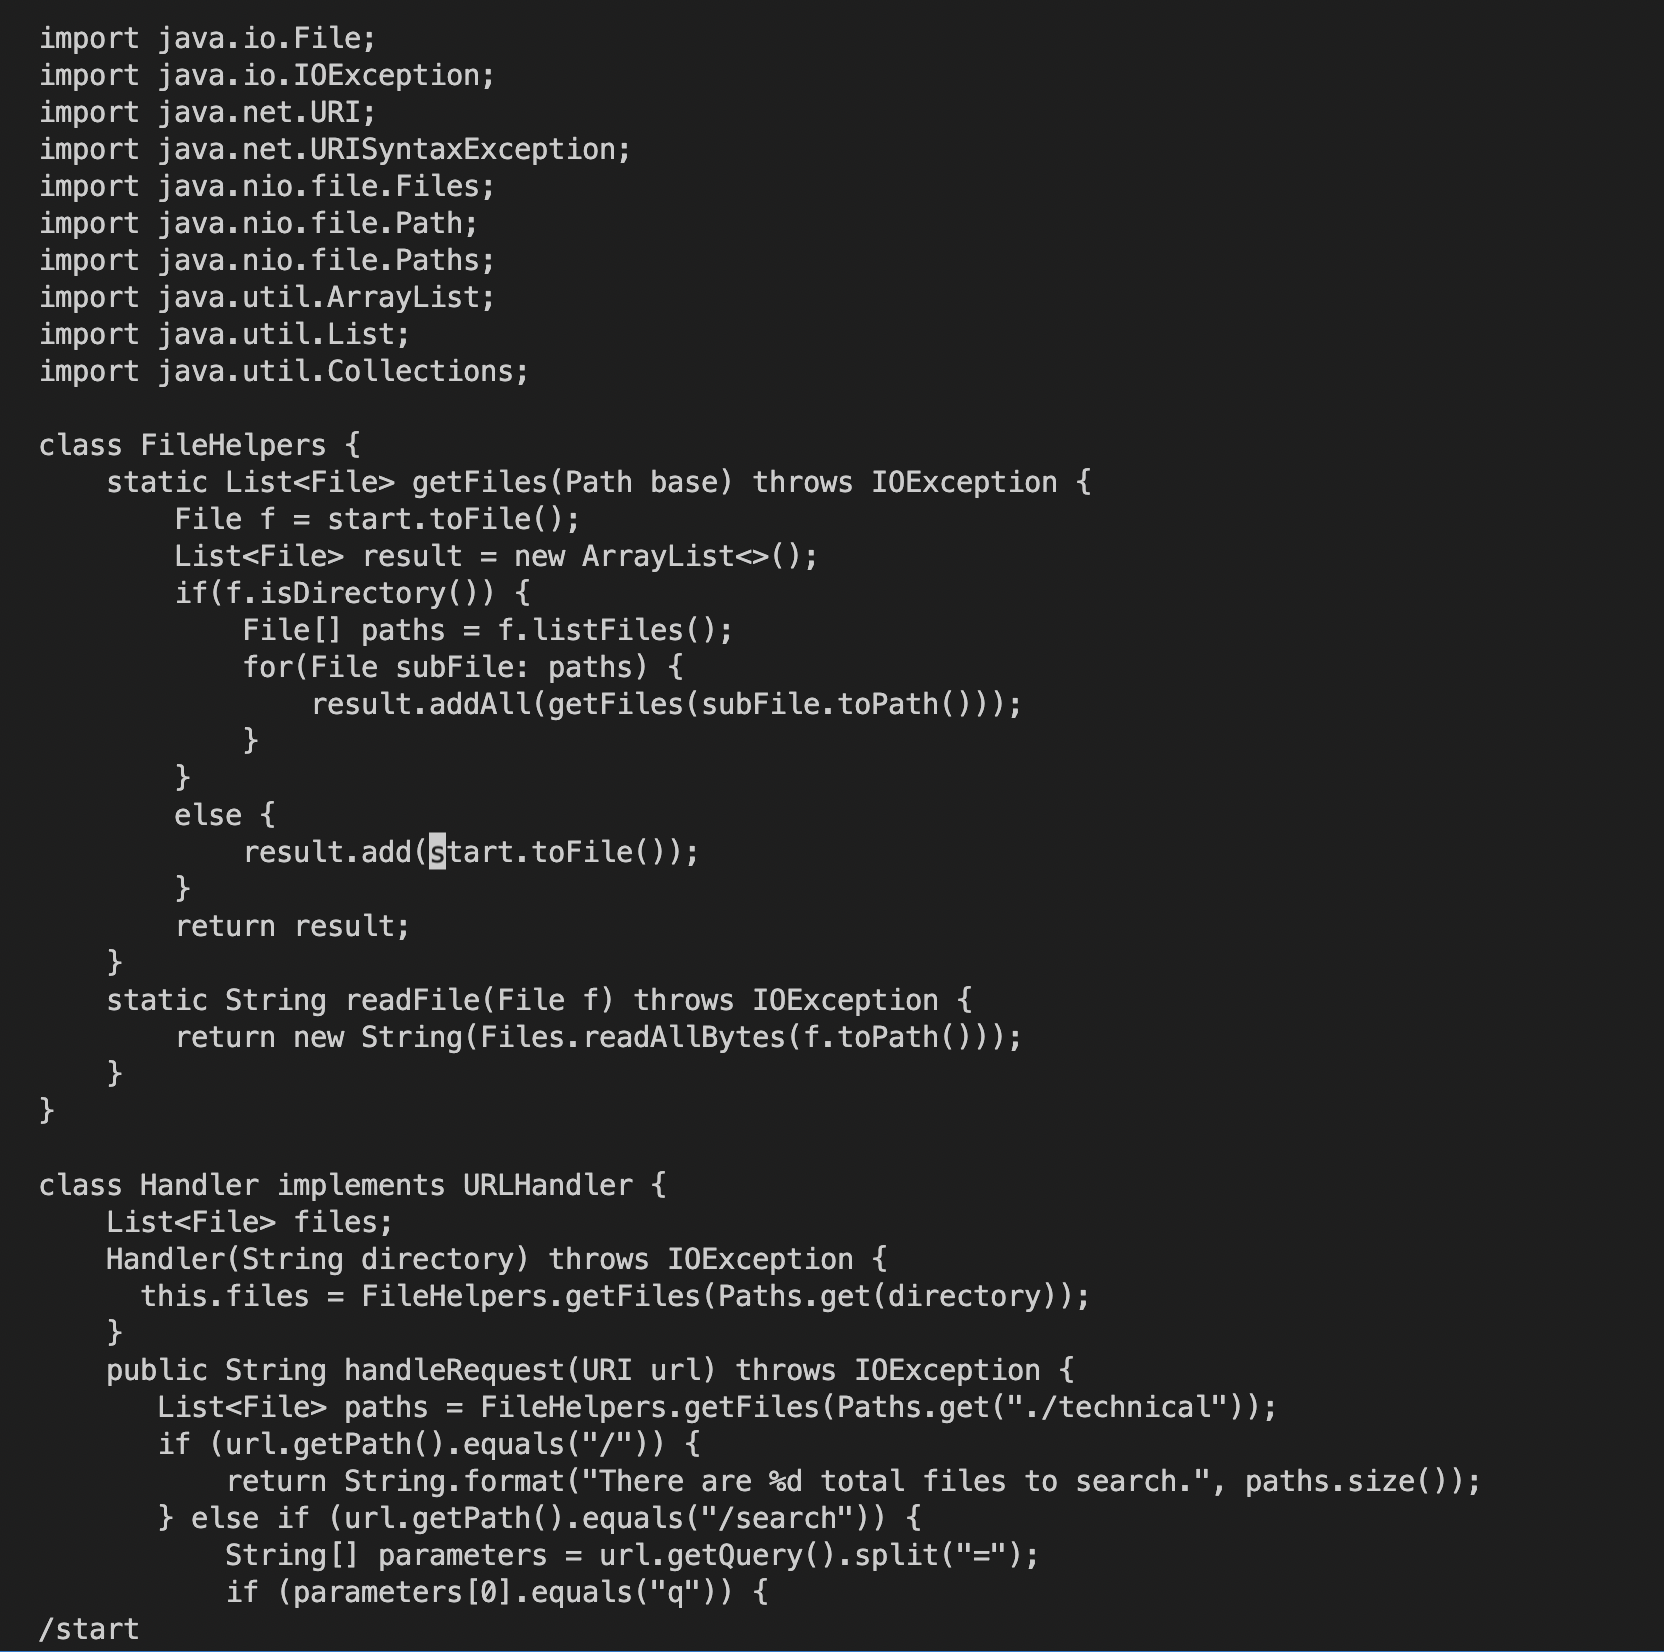 import java.io.File;
import java.io.IOException;
import java.net.URI;
import java.net.URISyntaxException;
import java.nio.file.Files;
import java.nio.file.Path;
import java.nio.file.Paths;
import java.util.ArrayList;
import java.util.List;
import java.util.Collections;

class FileHelpers {
    static List<File> getFiles(Path base) throws IOException {
        File f = start.toFile();
        List<File> result = new ArrayList<>();
        if(f.isDirectory()) {
            File[] paths = f.listFiles();
            for(File subFile: paths) {
                result.addAll(getFiles(subFile.toPath()));
            }
        }
        else {
            result.add(start.toFile());
        }
        return result;
    }
    static String readFile(File f) throws IOException {
        return new String(Files.readAllBytes(f.toPath()));
    }
}

class Handler implements URLHandler {
    List<File> files;
    Handler(String directory) throws IOException {
      this.files = FileHelpers.getFiles(Paths.get(directory));
    }
    public String handleRequest(URI url) throws IOException {
       List<File> paths = FileHelpers.getFiles(Paths.get("./technical"));
       if (url.getPath().equals("/")) {
           return String.format("There are %d total files to search.", paths.size());
       } else if (url.getPath().equals("/search")) {
           String[] parameters = url.getQuery().split("=");
           if (parameters[0].equals("q")) {
/start